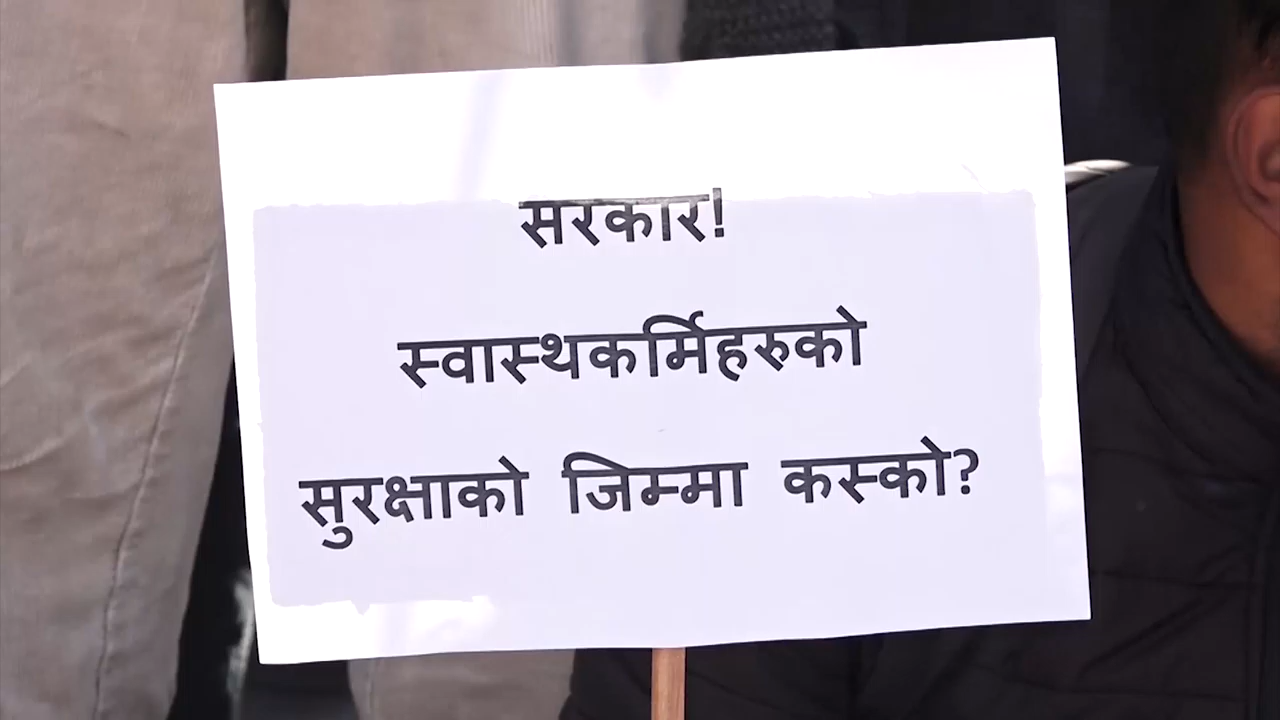 सरकार!
स्वास्थकर्मिहरुको
सुरक्षाको जिम्मा कस्को?